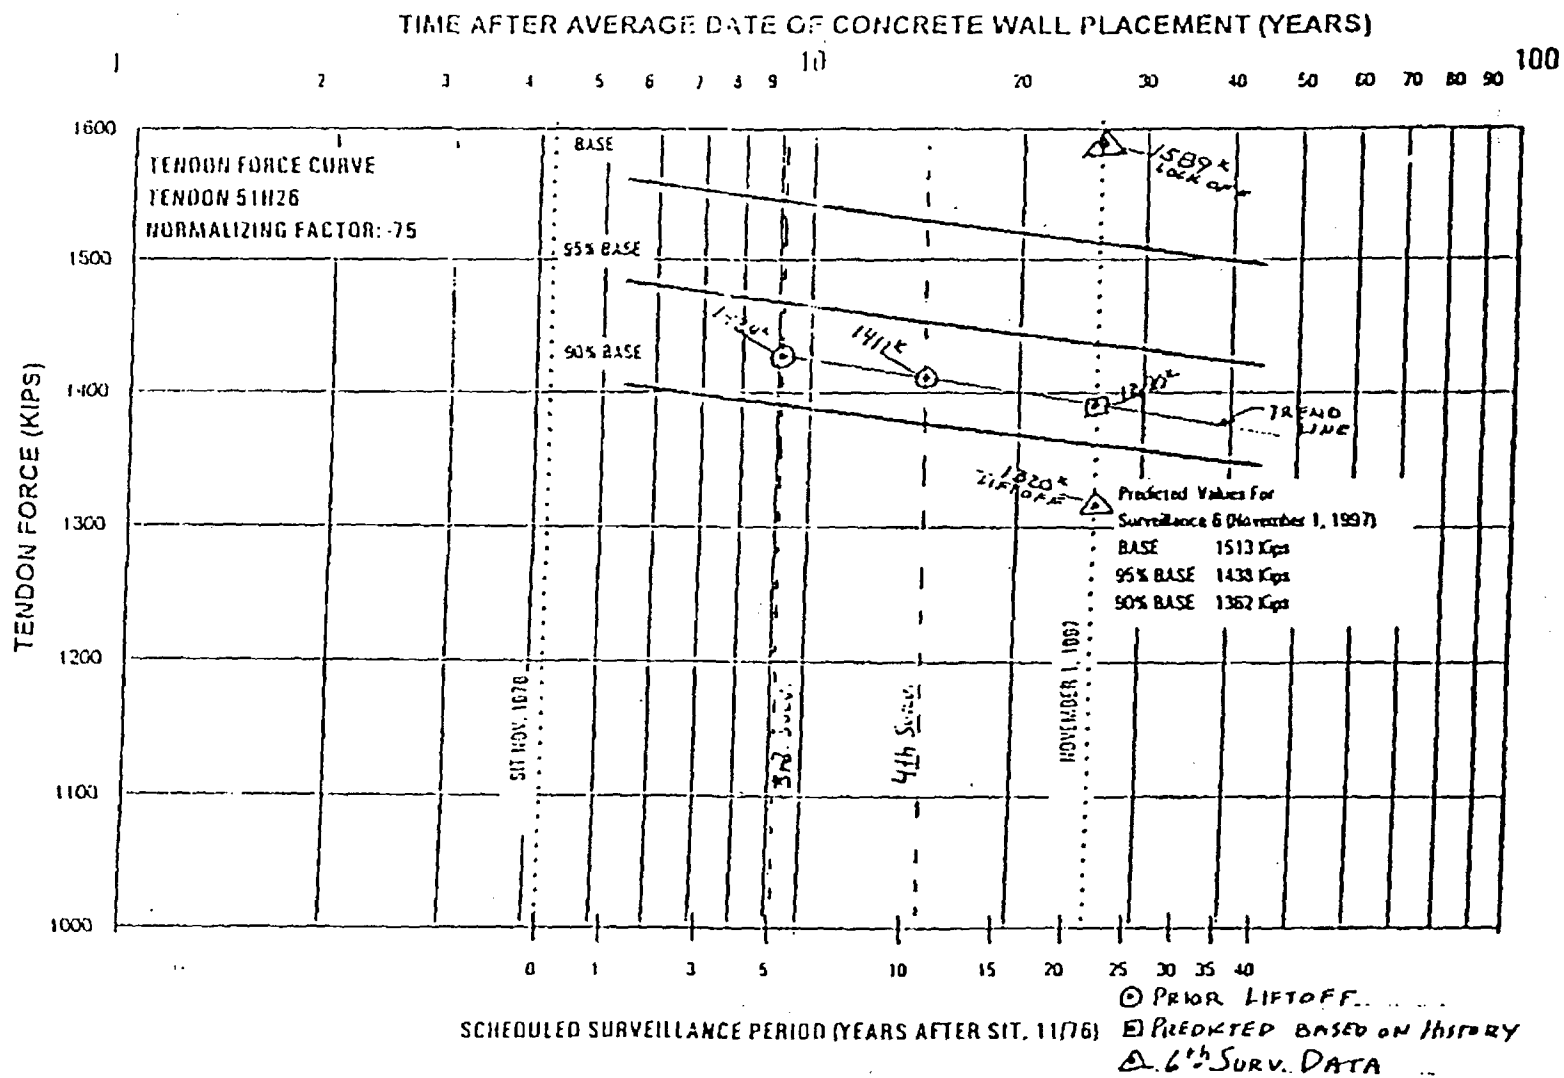 TIME AFTER AVERAGE DATE OF CONCRETE WALL PLACEMENT (YEARS)
1 10 100
2 3 4 5 6 7 8 9 20 30 40 50 60 70 80 90
1600
BASE
TENDON FORCE CURVE
TENDON 51H26
NORMALIZING FACTOR: -75
1589K
LOCK OFF
95% BASE
1500
1411K
90% BASE
1400
TREND
LINE
LIFTOFF
Predicted Values For
Surveillance 6 (November 1, 1997)
BASE 1513 Kips
95% BASE 1438 Kips
90% BASE 1362 Kips
1300
TENDON FORCE (KIPS)
1200
SIT NOV. 1976
3rd. Surv.
4th Surv.
NOVEMBER 1, 1997
1100
1000
0 1 3 5 10 15 20 25 30 35 40
SCHEDULED SURVEILLANCE PERIOD (YEARS AFTER SIT. 11/76)
PRIOR LIFTOFF
PREDICTED BASED ON HISTORY
6th SURV. DATA